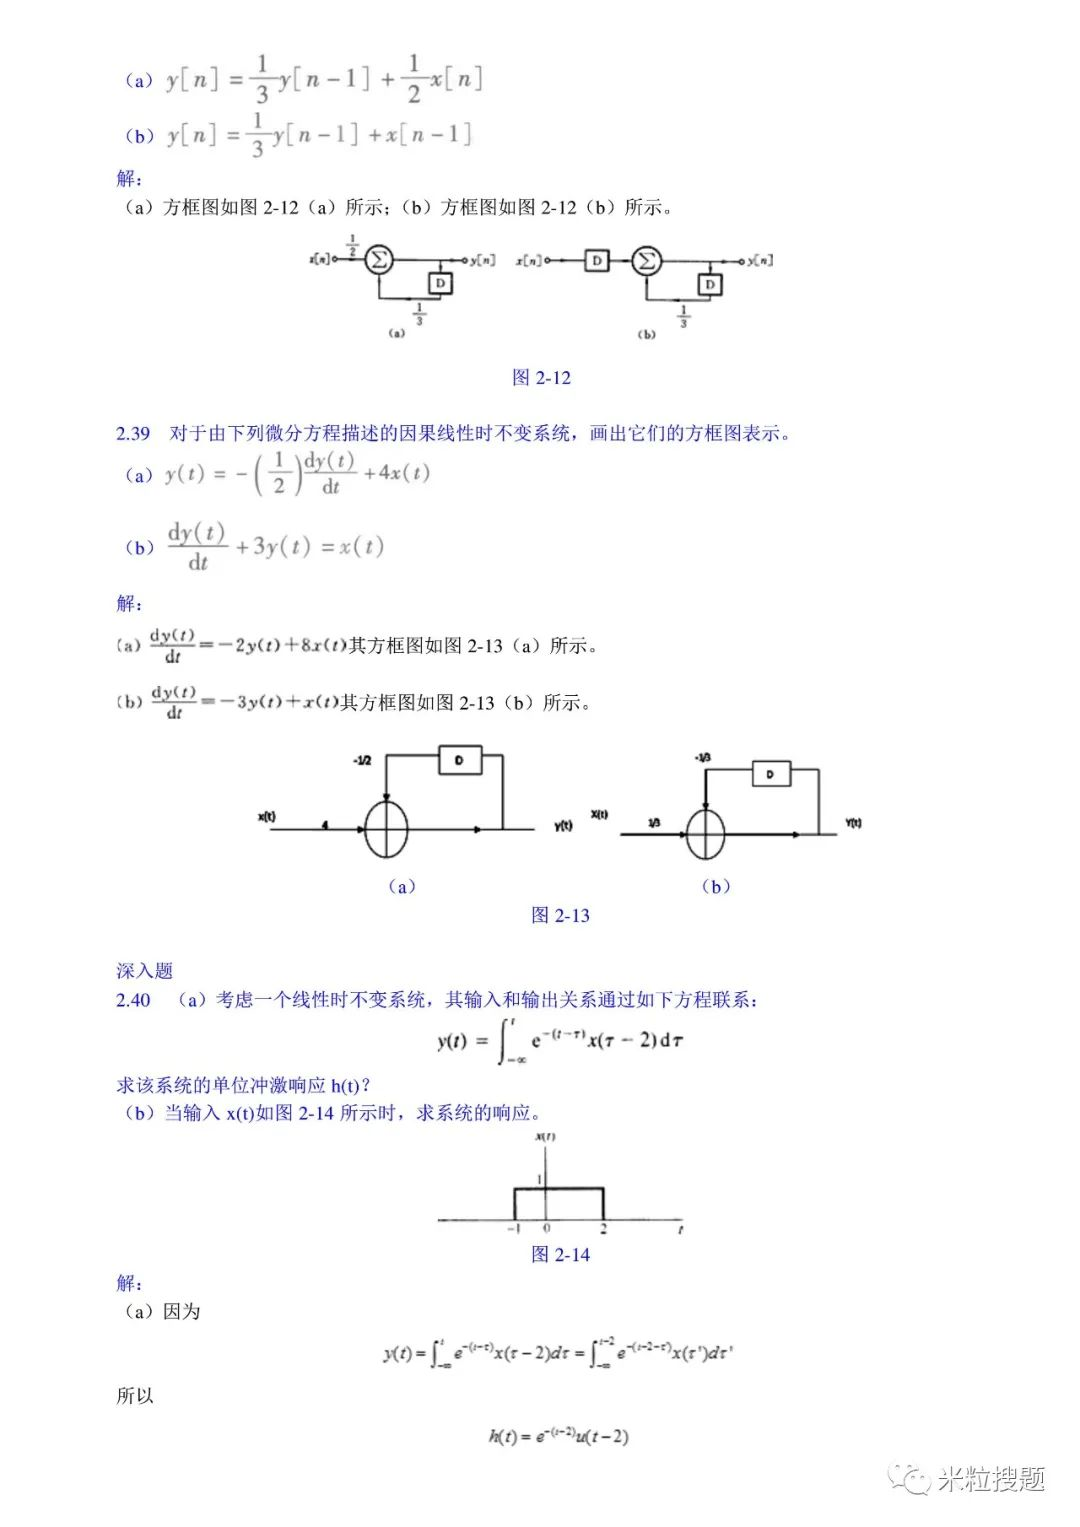 （a）y[n] = 1/3 y[n－1] + 1/2 x[n]
（b）y[n] = 1/3 y[n－1] + x[n－1]
解：
（a）方框图如图 2-12（a）所示；（b）方框图如图 2-12（b）所示。
x[n] 1/2 Σ y[n] D 1/3 x[n] D Σ y[n] D 1/3
(a) (b)
图 2-12
2.39 对于由下列微分方程描述的因果线性时不变系统，画出它们的方框图表示。
（a）y(t) = －(1/2) dy(t)/dt + 4x(t)
（b）dy(t)/dt + 3y(t) = x(t)
解：
(a) dy(t)/dt = －2y(t)+8x(t)其方框图如图 2-13（a）所示。
(b) dy(t)/dt = －3y(t)+x(t)其方框图如图 2-13（b）所示。
-1/2 D -1/3 D
x(t) 4 y(t) X(t) 1/3 Y(t)
（a） （b）
图 2-13
深入题
2.40 （a）考虑一个线性时不变系统，其输入和输出关系通过如下方程联系：
y(t) = ∫_{-∞}^{t} e^{-(t-τ)} x(τ - 2)dτ
求该系统的单位冲激响应 h(t)？
（b）当输入 x(t)如图 2-14 所示时，求系统的响应。
x(t)
1
-1 0 2 t
图 2-14
解：
（a）因为
y(t) = ∫_{-∞}^{t} e^{-(t-τ)} x(τ-2)dτ = ∫_{-∞}^{t-2} e^{-(t-2-τ')} x(τ')dτ'
所以
h(t) = e^{-(t-2)} u(t-2)
米粒搜题